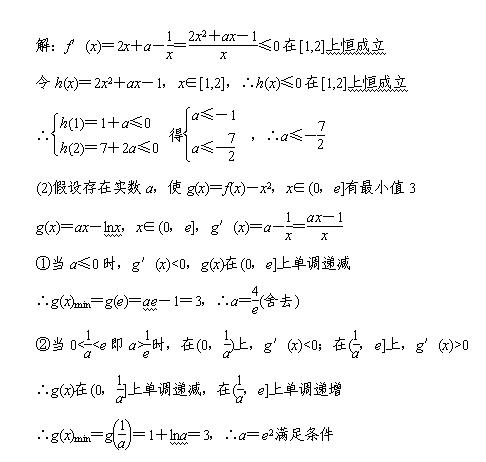 解：f′(x)＝2x＋a－1/x＝(2x²＋ax－1)/x≤0在[1,2]上恒成立
令h(x)＝2x²＋ax－1，x∈[1,2]，∴h(x)≤0在[1,2]上恒成立
∴{h(1)＝1＋a≤0 h(2)＝7＋2a≤0 得{a≤－1 a≤－7/2 ，∴a≤－7/2
(2)假设存在实数a，使g(x)＝f(x)－x²，x∈(0，e]有最小值3
g(x)＝ax－lnx，x∈(0，e]，g′(x)＝a－1/x＝(ax－1)/x
①当a≤0时，g′(x)<0，g(x)在(0，e]上单调递减
∴g(x)min＝g(e)＝ae－1＝3，∴a＝4/e(舍去)
②当0<1/a<e即a>1/e时，在(0，1/a)上，g′(x)<0；在(1/a，e]上，g′(x)>0
∴g(x)在(0，1/a]上单调递减，在(1/a，e]上单调递增
∴g(x)min＝g(1/a)＝1＋lna＝3，∴a＝e²满足条件